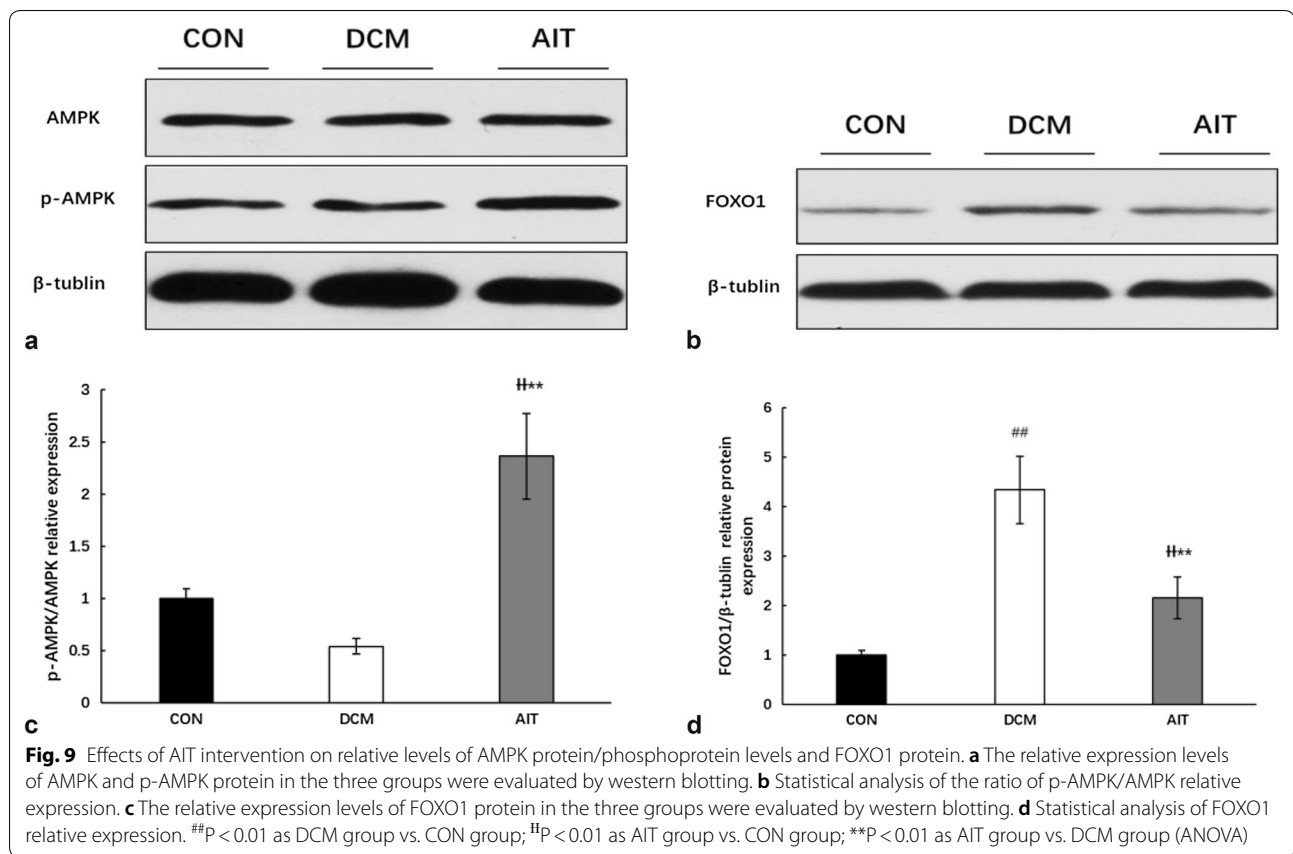 CON DCM AIT
AMPK
p-AMPK
β-tublin
a
CON DCM AIT
FOXO1
β-tublin
b
p-AMPK/AMPK relative expression
3
2.5
2
1.5
1
0.5
0
ⱡⱡ**
CON DCM AIT
c
FOXO1/β-tublin relative protein
expression
6
5
4
3
2
1
0
##
ⱡⱡ**
CON DCM AIT
d
Fig. 9 Effects of AIT intervention on relative levels of AMPK protein/phosphoprotein levels and FOXO1 protein. a The relative expression levels
of AMPK and p-AMPK protein in the three groups were evaluated by western blotting. b Statistical analysis of the ratio of p-AMPK/AMPK relative
expression. c The relative expression levels of FOXO1 protein in the three groups were evaluated by western blotting. d Statistical analysis of FOXO1
relative expression. ##P < 0.01 as DCM group vs. CON group; ƗƗP < 0.01 as AIT group vs. CON group; **P < 0.01 as AIT group vs. DCM group (ANOVA)